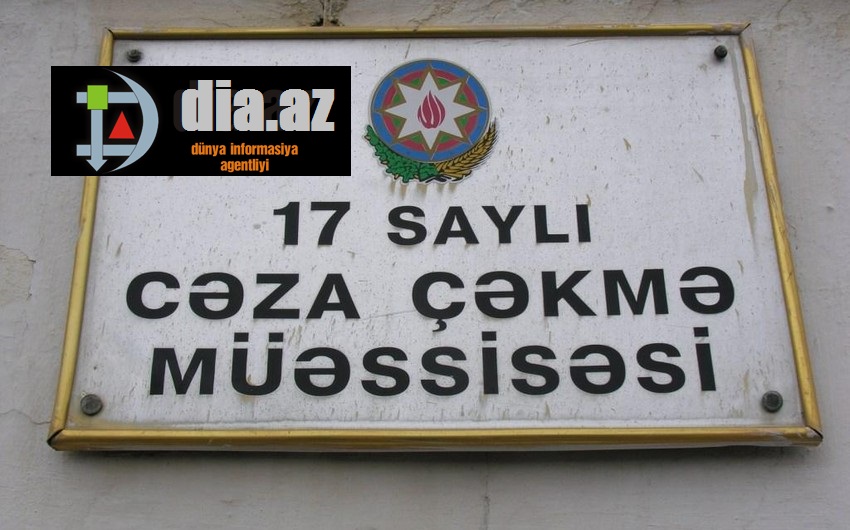 dia.az
dünya informasiya
agentliyi
17 SAYLI
CƏZA ÇƏKMƏ
MÜƏSSİSƏSİ